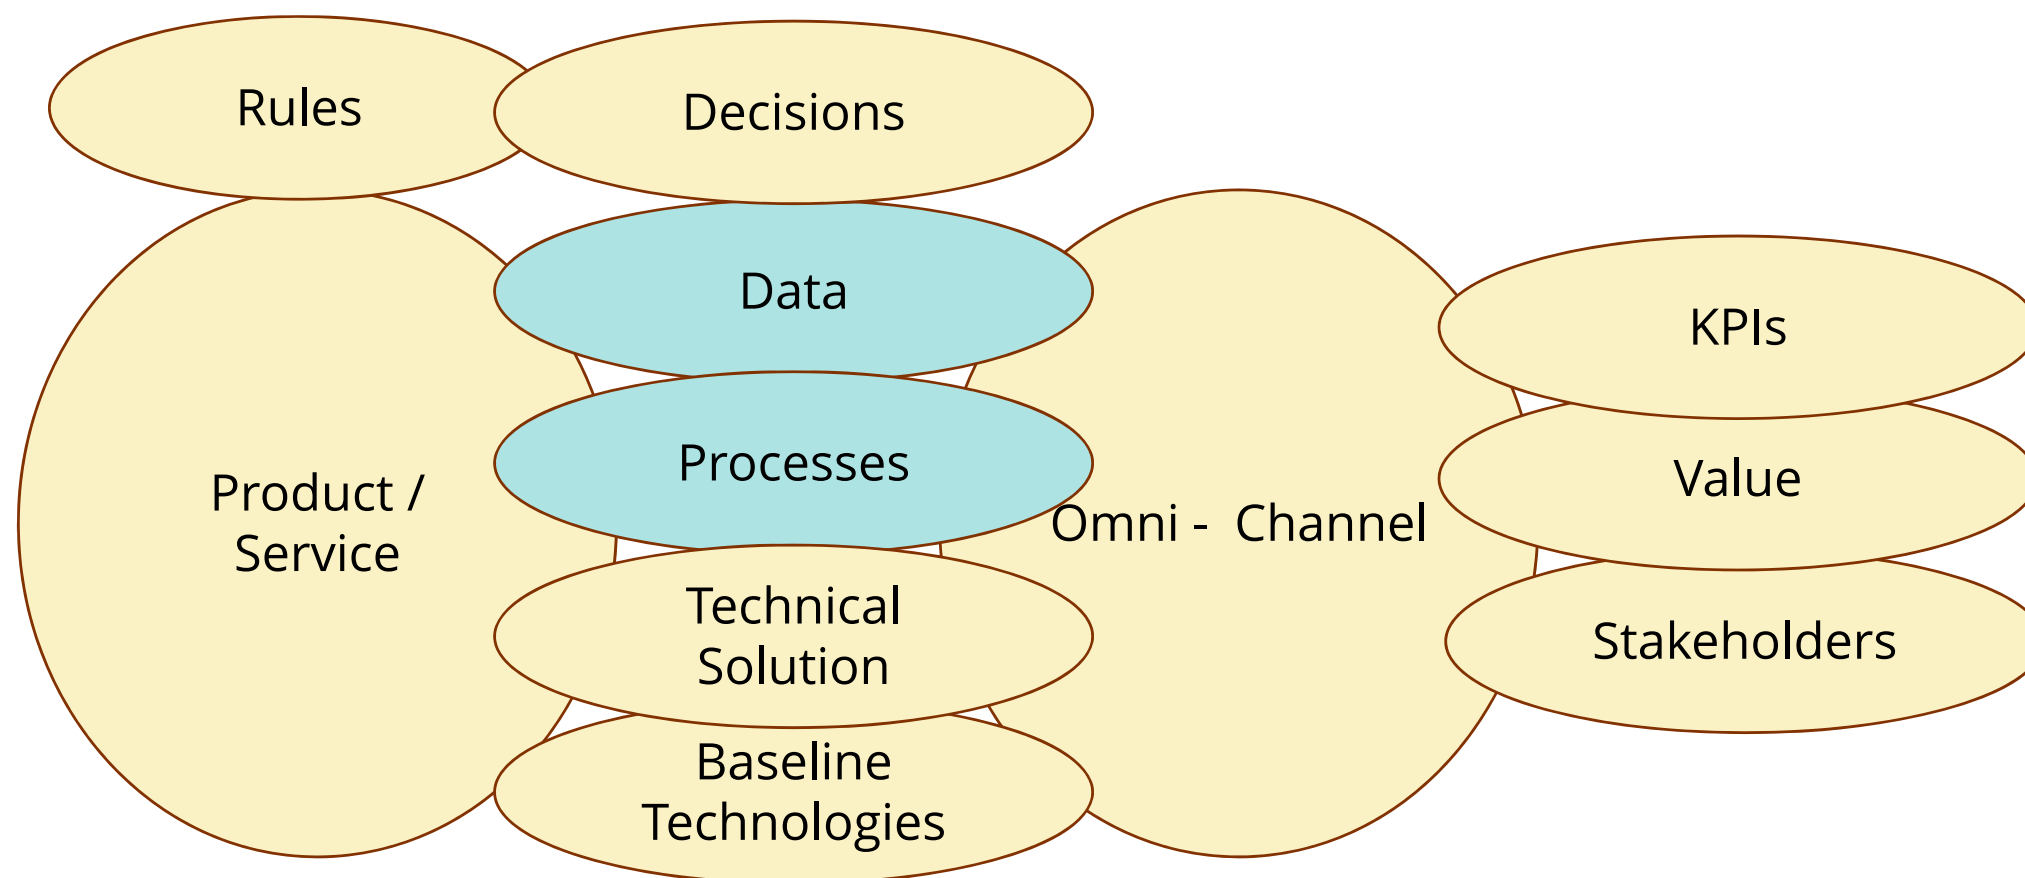 Rules
Decisions
Data
KPIs
Processes
Value
Product /
Service
Omni -  Channel
Technical
Solution
Stakeholders
Baseline
Technologies